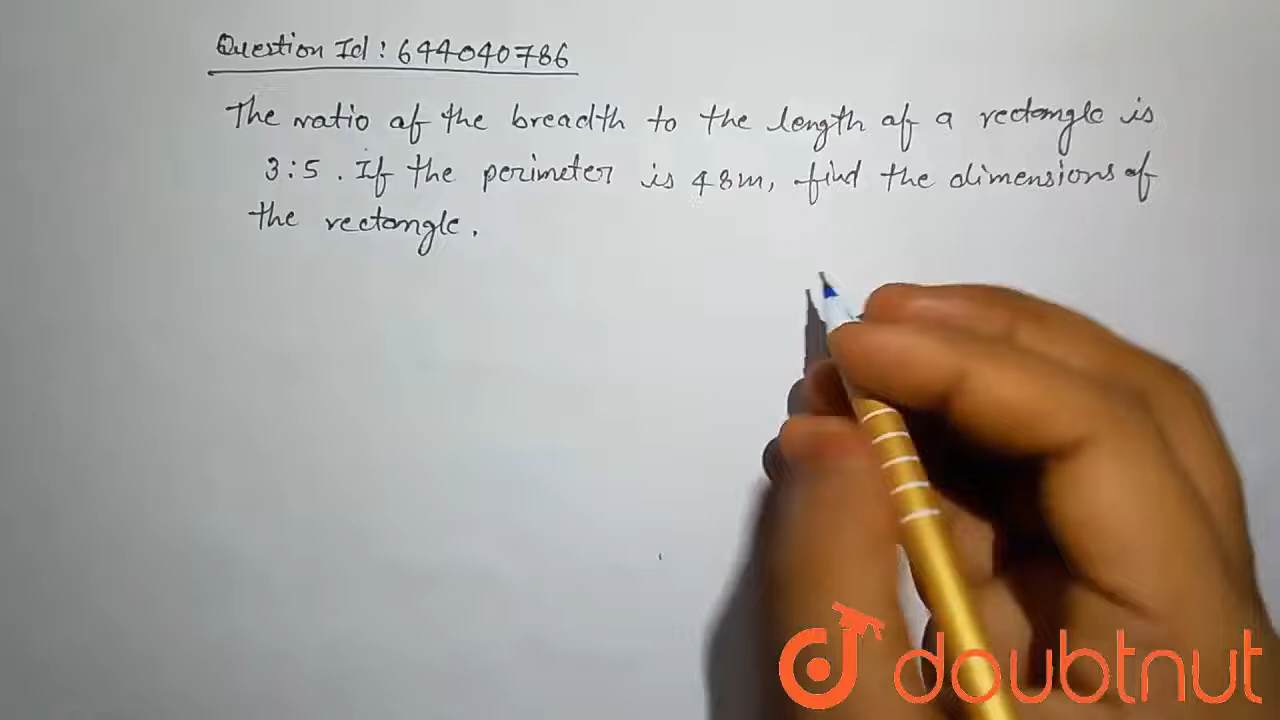 Question Id : 644040786
The ratio of the breadth to the length of a rectangle is
3:5 . If the perimeter is 48m, find the dimensions of
the rectangle.
doubtnut